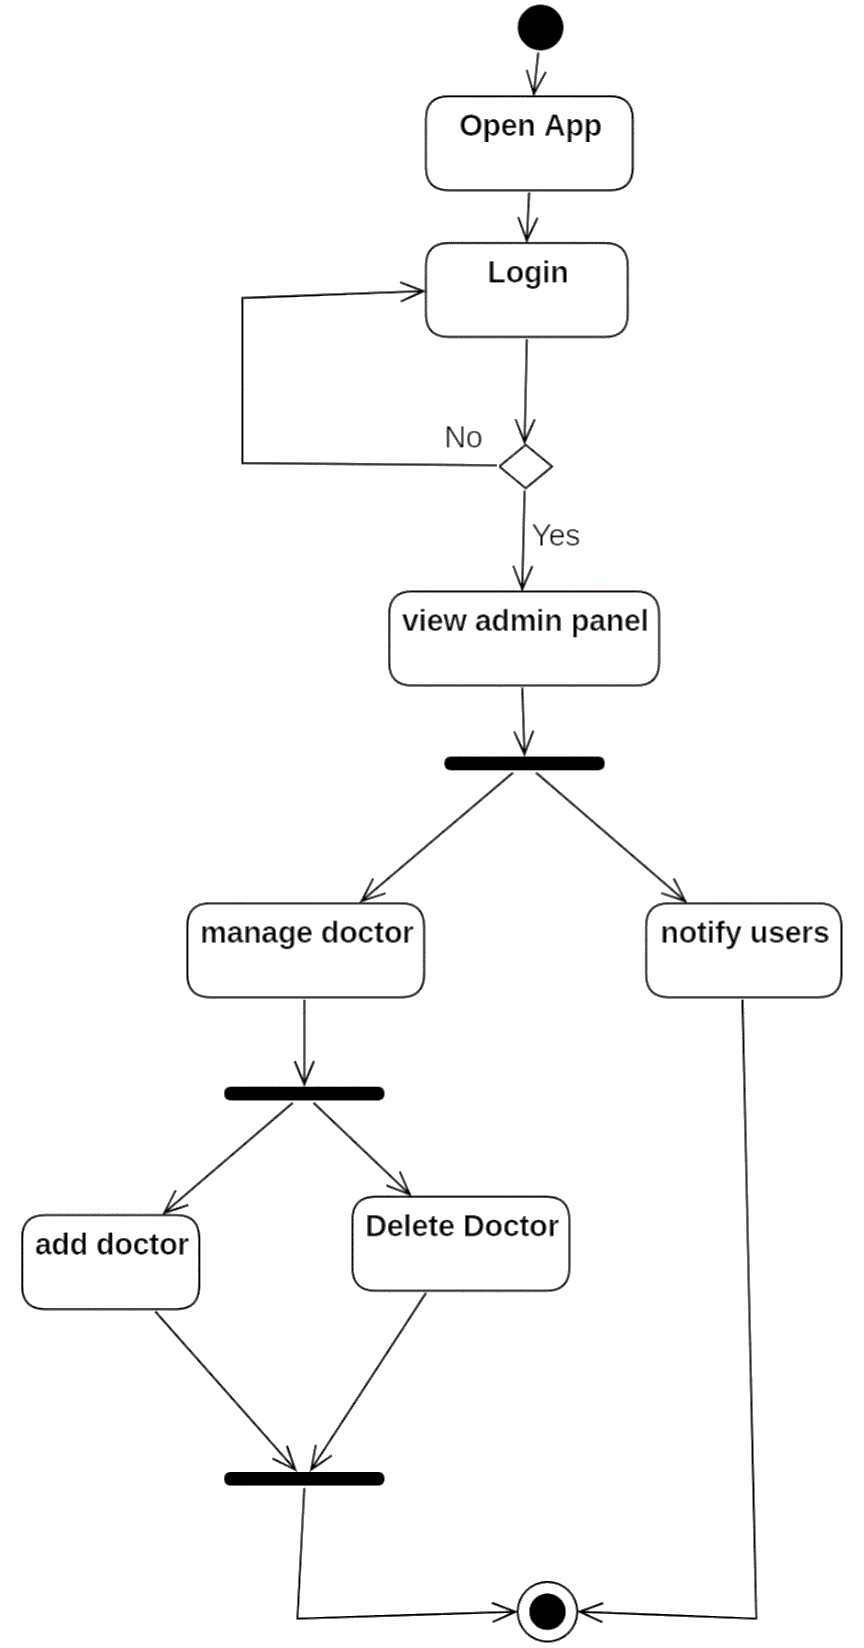 Open App
Login
No
Yes
view admin panel
manage doctor
notify users
add doctor
Delete Doctor